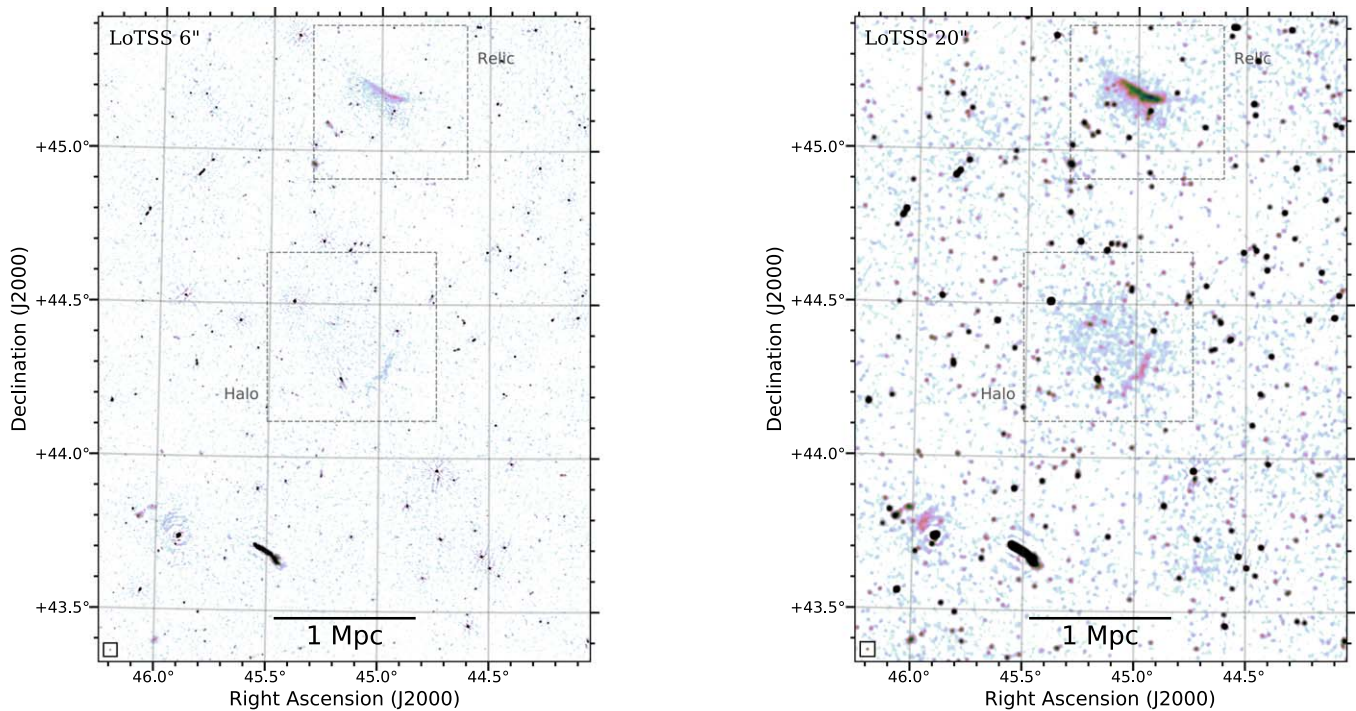 LoTSS 6"
Relic
+45.0°
+44.5°
Halo
+44.0°
+43.5°
1 Mpc
46.0°
45.5°
45.0°
44.5°
Right Ascension (J2000)
Declination (J2000)
LoTSS 20"
Relic
+45.0°
+44.5°
Halo
+44.0°
+43.5°
1 Mpc
46.0°
45.5°
45.0°
44.5°
Right Ascension (J2000)
Declination (J2000)